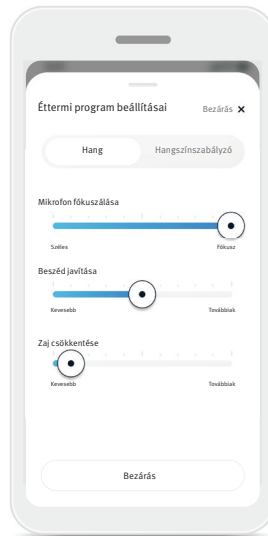 Éttermi program beállításai
Bezárás ✕
Hang
Hangszínszabályzó
Mikrofon fókuszálása
Széles
Fókusz
Beszéd javítása
Kevesebb
Továbbiak
Zaj csökkentése
Kevesebb
Továbbiak
Bezárás